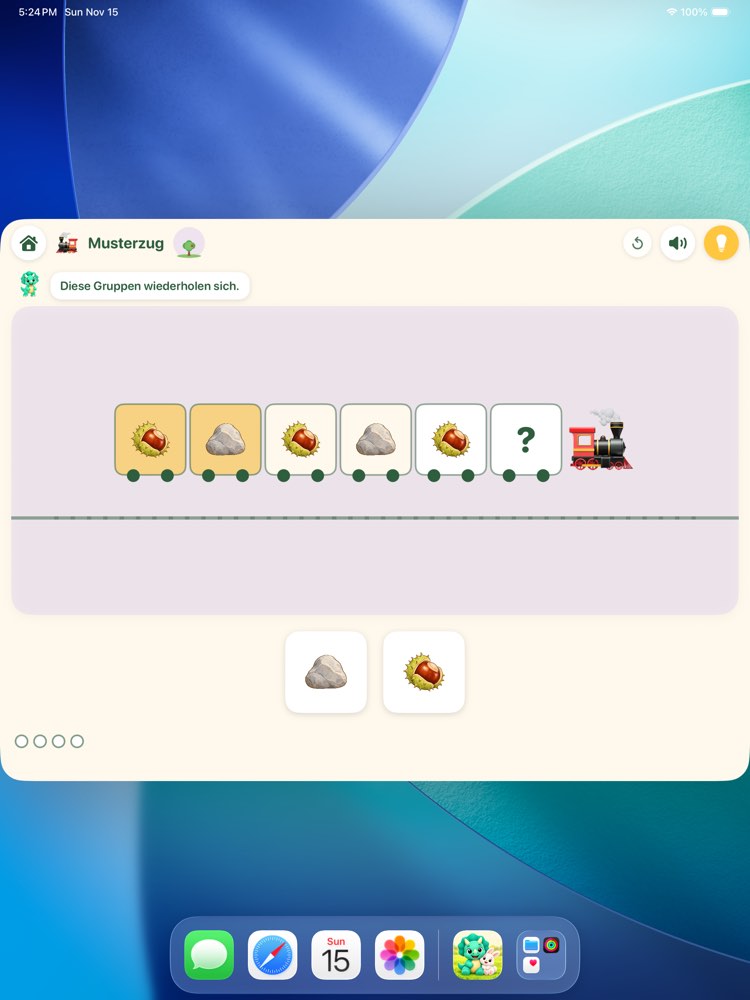 5:24 PM Sun Nov 15
100%
Musterzug
Diese Gruppen wiederholen sich.
?
Sun
15